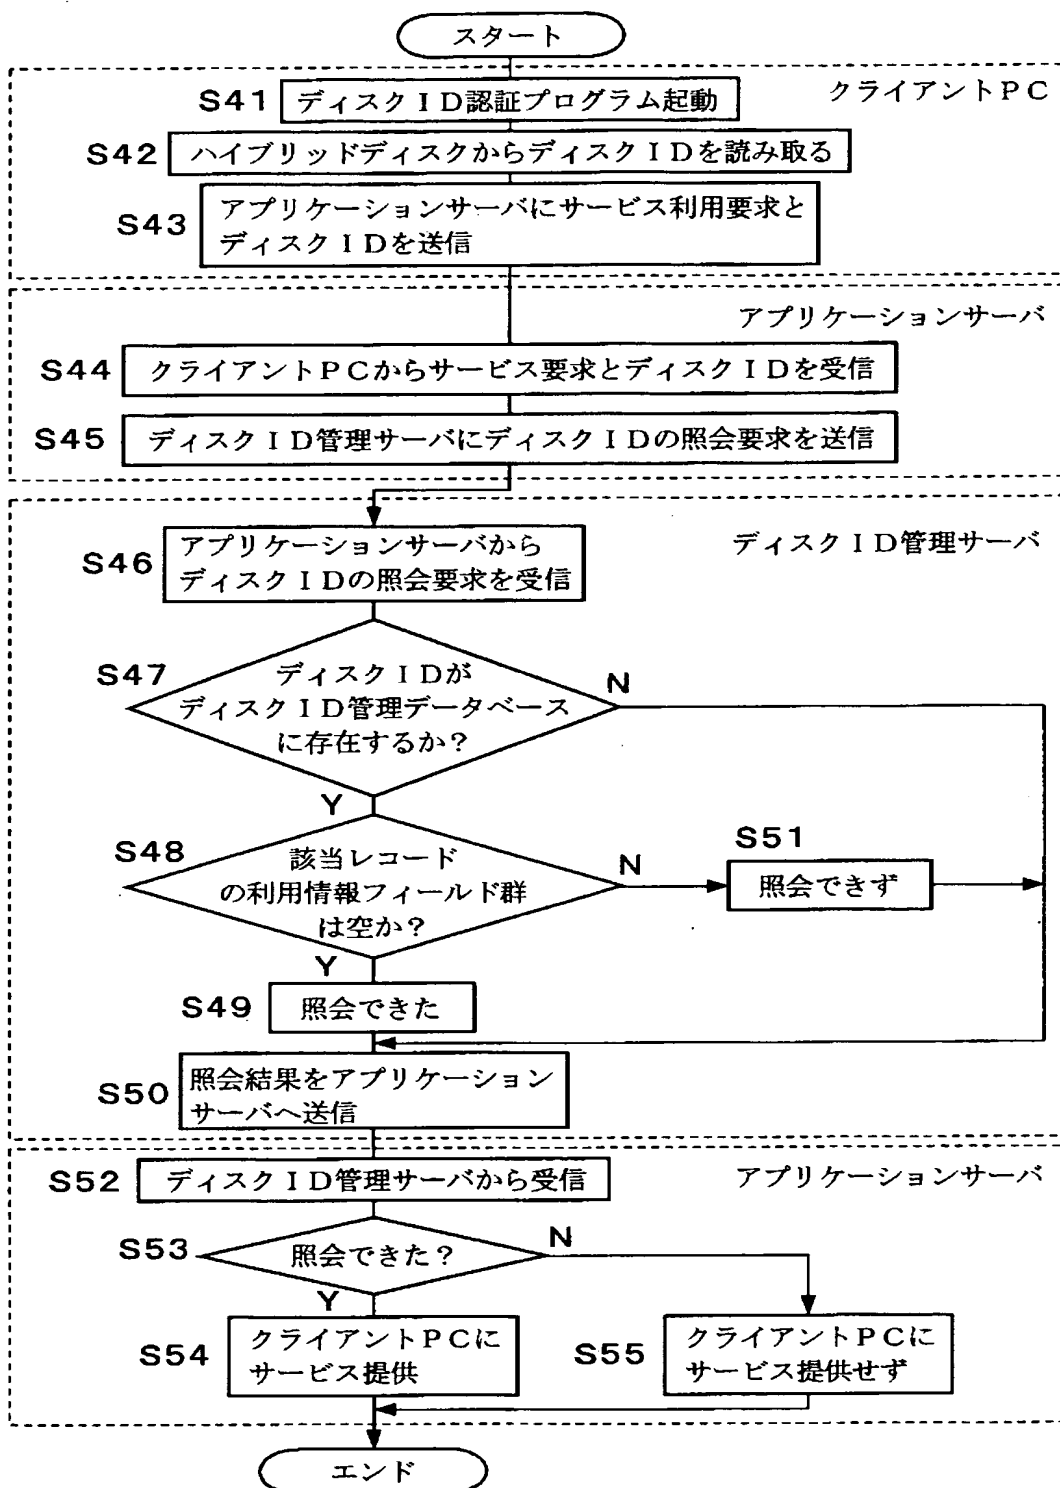 スタート
クライアントPC
S41
ディスクID認証プログラム起動
S42
ハイブリッドディスクからディスクIDを読み取る
S43
アプリケーションサーバにサービス利用要求と
ディスクIDを送信
アプリケーションサーバ
S44
クライアントPCからサービス要求とディスクIDを受信
S45
ディスクID管理サーバにディスクIDの照会要求を送信
ディスクID管理サーバ
S46
アプリケーションサーバから
ディスクIDの照会要求を受信
S47
ディスクIDが
ディスクID管理データベース
に存在するか?
N
Y
S48
該当レコード
の利用情報フィールド群
は空か?
N
S51
照会できず
Y
S49
照会できた
S50
照会結果をアプリケーション
サーバへ送信
アプリケーションサーバ
S52
ディスクID管理サーバから受信
S53
照会できた?
N
Y
S54
クライアントPCに
サービス提供
S55
クライアントPCに
サービス提供せず
エンド